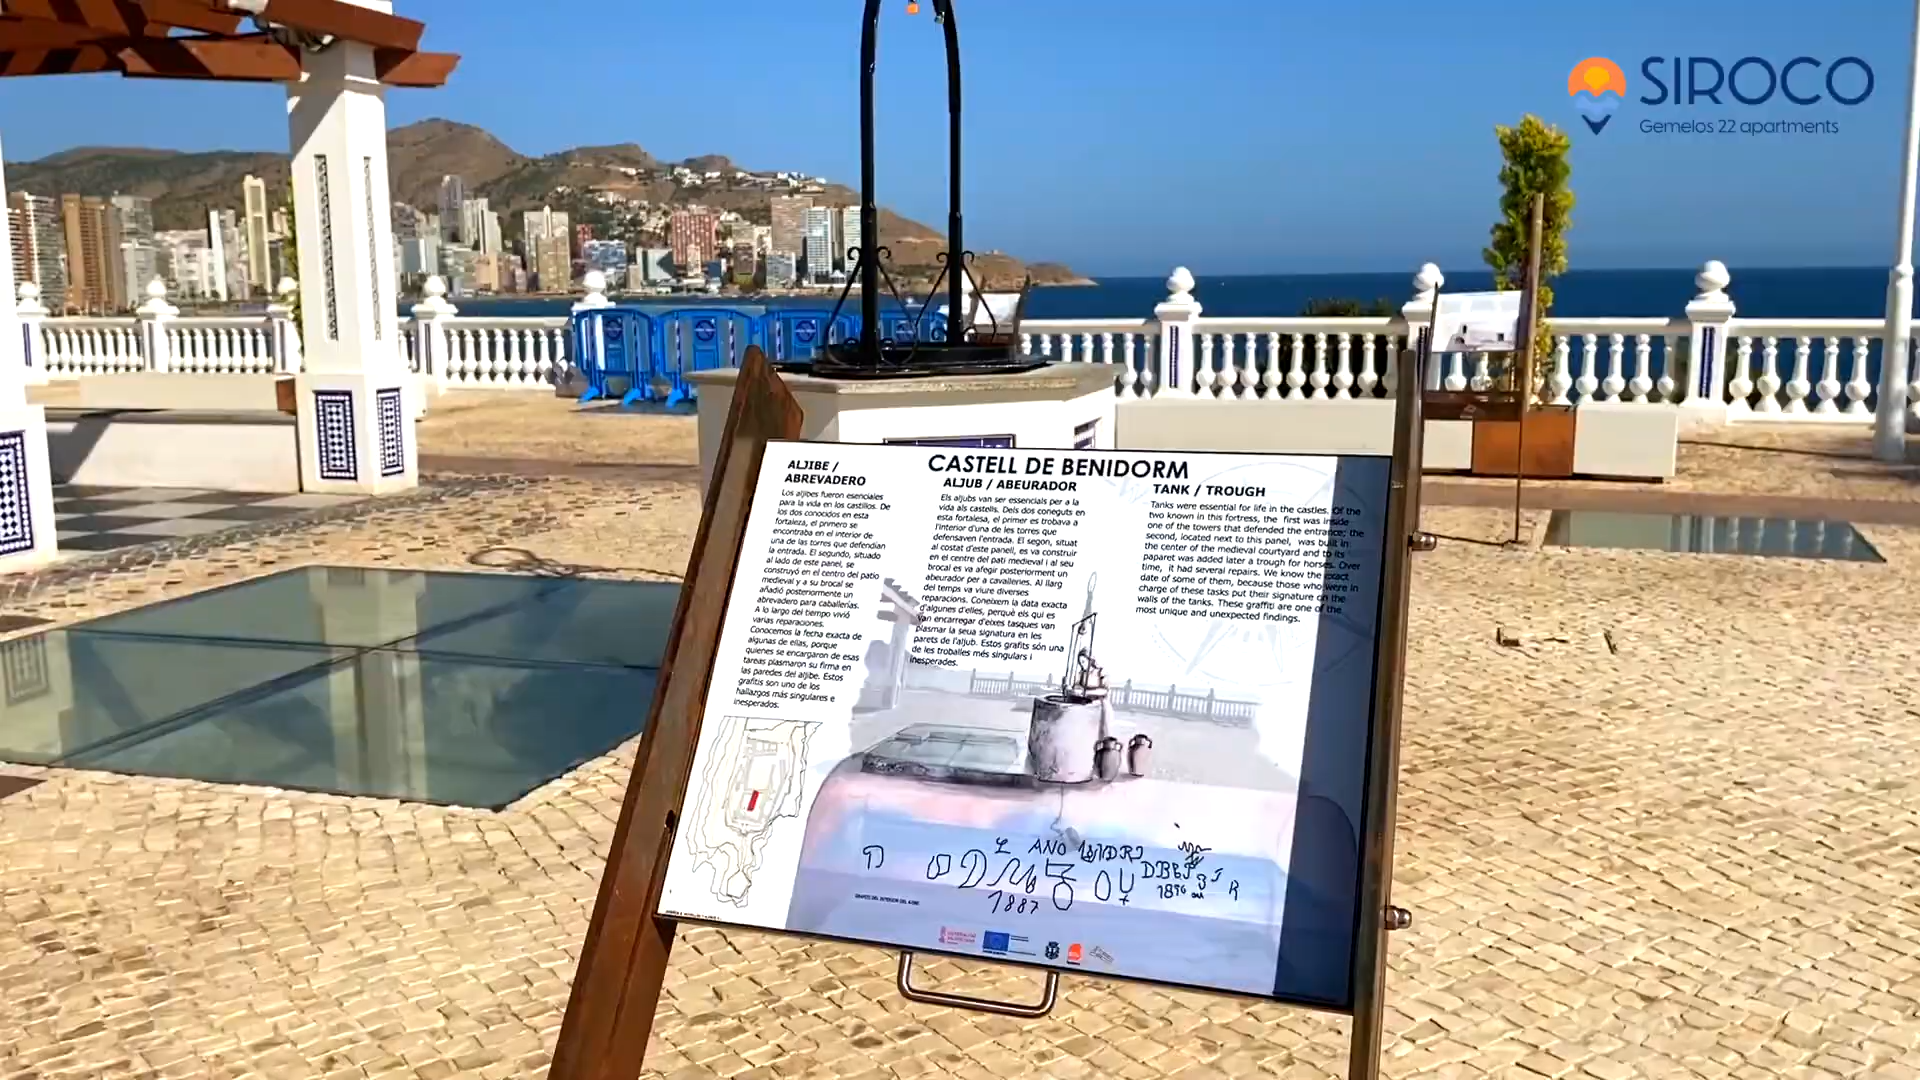 SIROCO
Gemelos 22 apartments
CASTELL DE BENIDORM
ALJIBE /
ABREVADERO
Los aljibes fueron esenciales
para la vida en los castillos. De
los dos conocidos en esta
fortaleza, el primero se
encontraba en el interior de
una de las torres que defendían
la entrada. El segundo, situado
al lado de este panel, se
construyó en el centro del patio
medieval y a su brocal se
añadió posteriormente un
abrevadero para caballerías.
A lo largo del tiempo vivió
varias reparaciones.
Conocemos la fecha exacta de
algunas de ellas, porque
quienes se encargaron de esas
tareas plasmaron su firma en
las paredes del aljibe. Estos
grafitis son uno de los
hallazgos más singulares e
inesperados.
ALJUB / ABEURADOR
Els aljubs van ser essencials per a la
vida als castells. Dels dos coneguts en
esta fortalesa, el primer es trobava a
l'interior d'una de les torres que
defensaven l'entrada. El segon, situat
al costat d'este panell, es va construir
en el centre del pati medieval i al seu
brocal es va afegir posteriorment un
abeurador per a cavalleries. Al llarg
del temps va viure diverses
reparacions. Coneixem la data exacta
d'algunes d'elles, perquè els qui es
van encarregar d'eixes tasques van
plasmar la seua signatura en les
parets de l'aljub. Estos grafits són una
de les troballes més singulars i
inesperades.
TANK / TROUGH
Tanks were essential for life in the castles. Of the
two known in this fortress, the first was inside
one of the towers that defended the entrance; the
second, located next to this panel, was built in
the center of the medieval courtyard and to its
paparet was added later a trough for horses. Over
time, it had several repairs. We know the exact
date of some of them, because those who were in
charge of these tasks put their signature on the
walls of the tanks. These graffiti are one of the
most unique and unexpected findings.
AÑO
1887
GRAFITIS DEL INTERIOR DEL ALJIBE